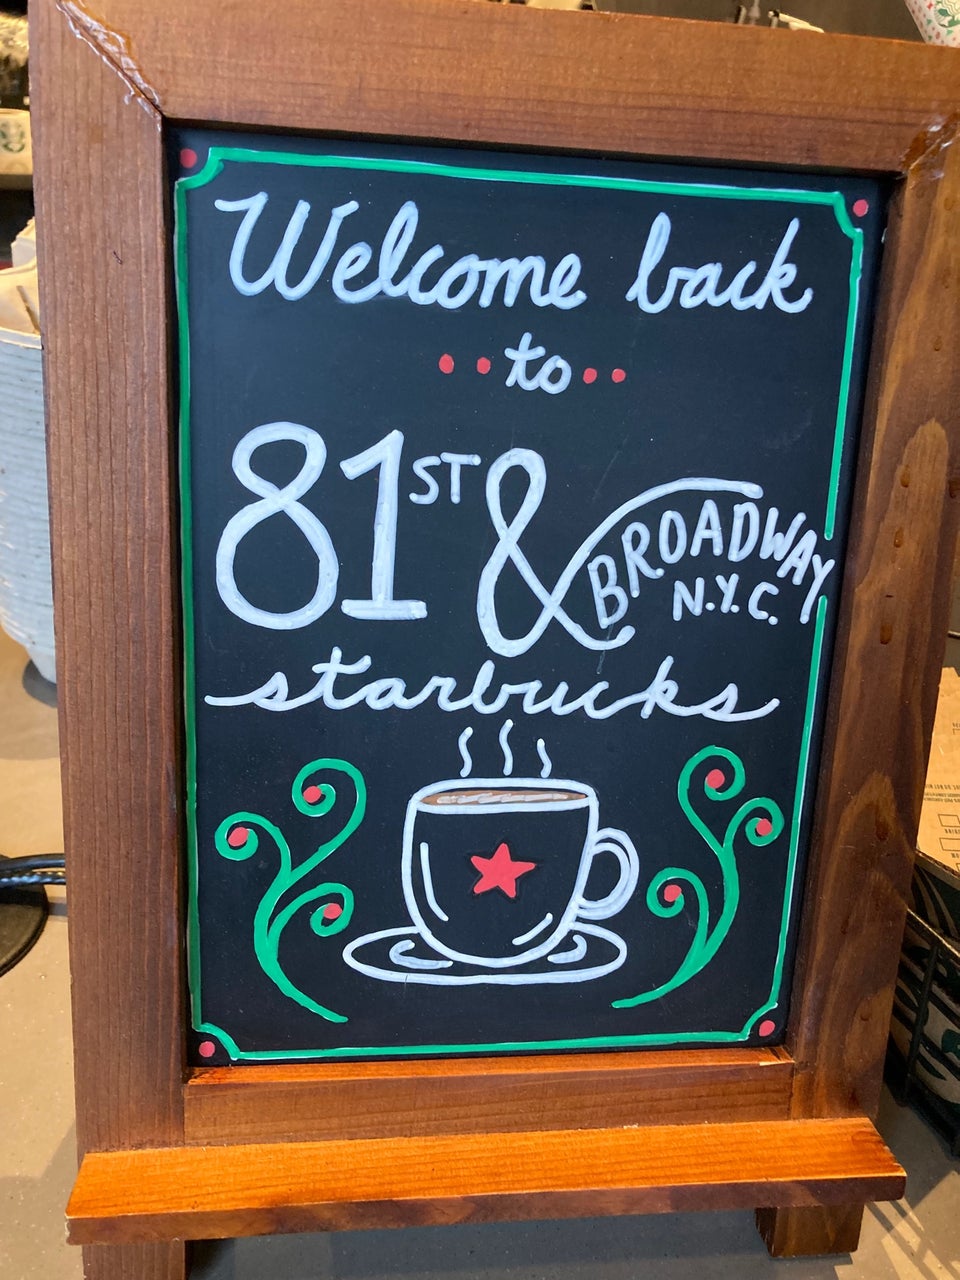 Welcome back
to
81ST & BROADWAY
N.Y.C.
starbucks